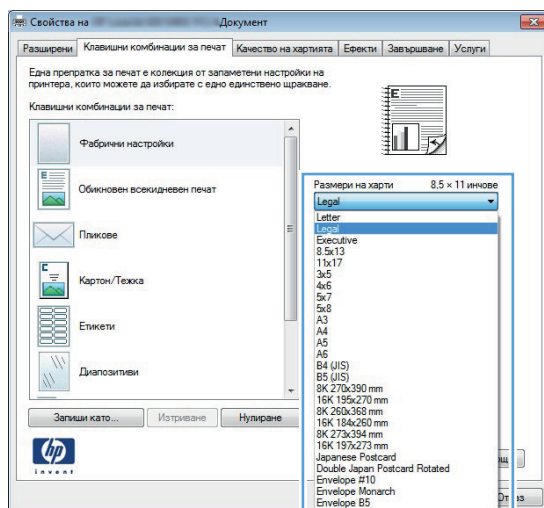 Свойства на Документ
Разширени
Клавишни комбинации за печат
Качество на хартията
Ефекти
Завършване
Услуги
Една препратка за печат е колекция от запаметени настройки на
принтера, които можете да избирате с едно единствено щракване.
Клавишни комбинации за печат:
Фабрични настройки
Обикновен всекидневен печат
Пликове
Картон/Тежка
Етикети
Диапозитиви
Запиши като...
Изтриване
Нулиране
hp
invent
E
Размери на харти 8,5 × 11 инчове
Legal
Letter
Legal
Executive
8.5x13
11x17
3x5
4x6
5x7
5x8
A3
A4
A5
A6
B4 (JIS)
B5 (JIS)
8K 270x390 mm
16K 195x270 mm
8K 260x368 mm
16K 184x260 mm
8K 273x394 mm
16K 197x273 mm
Japanese Postcard
Double Japan Postcard Rotated
Envelope #10
Envelope Monarch
Envelope B5